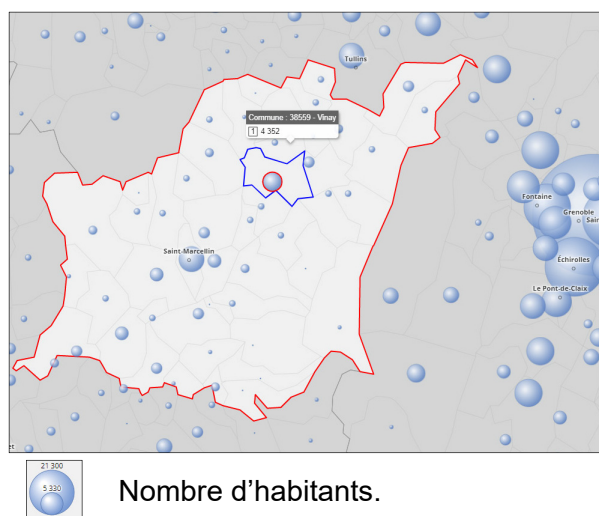 Tullins
Commune : 38559 - Vinay
1 4 352
Fontaine
Grenoble
Sain
Saint-Marcellin
Échirolles
Le Pont-de-Claix
et
21 300
5 330
Nombre d'habitants.